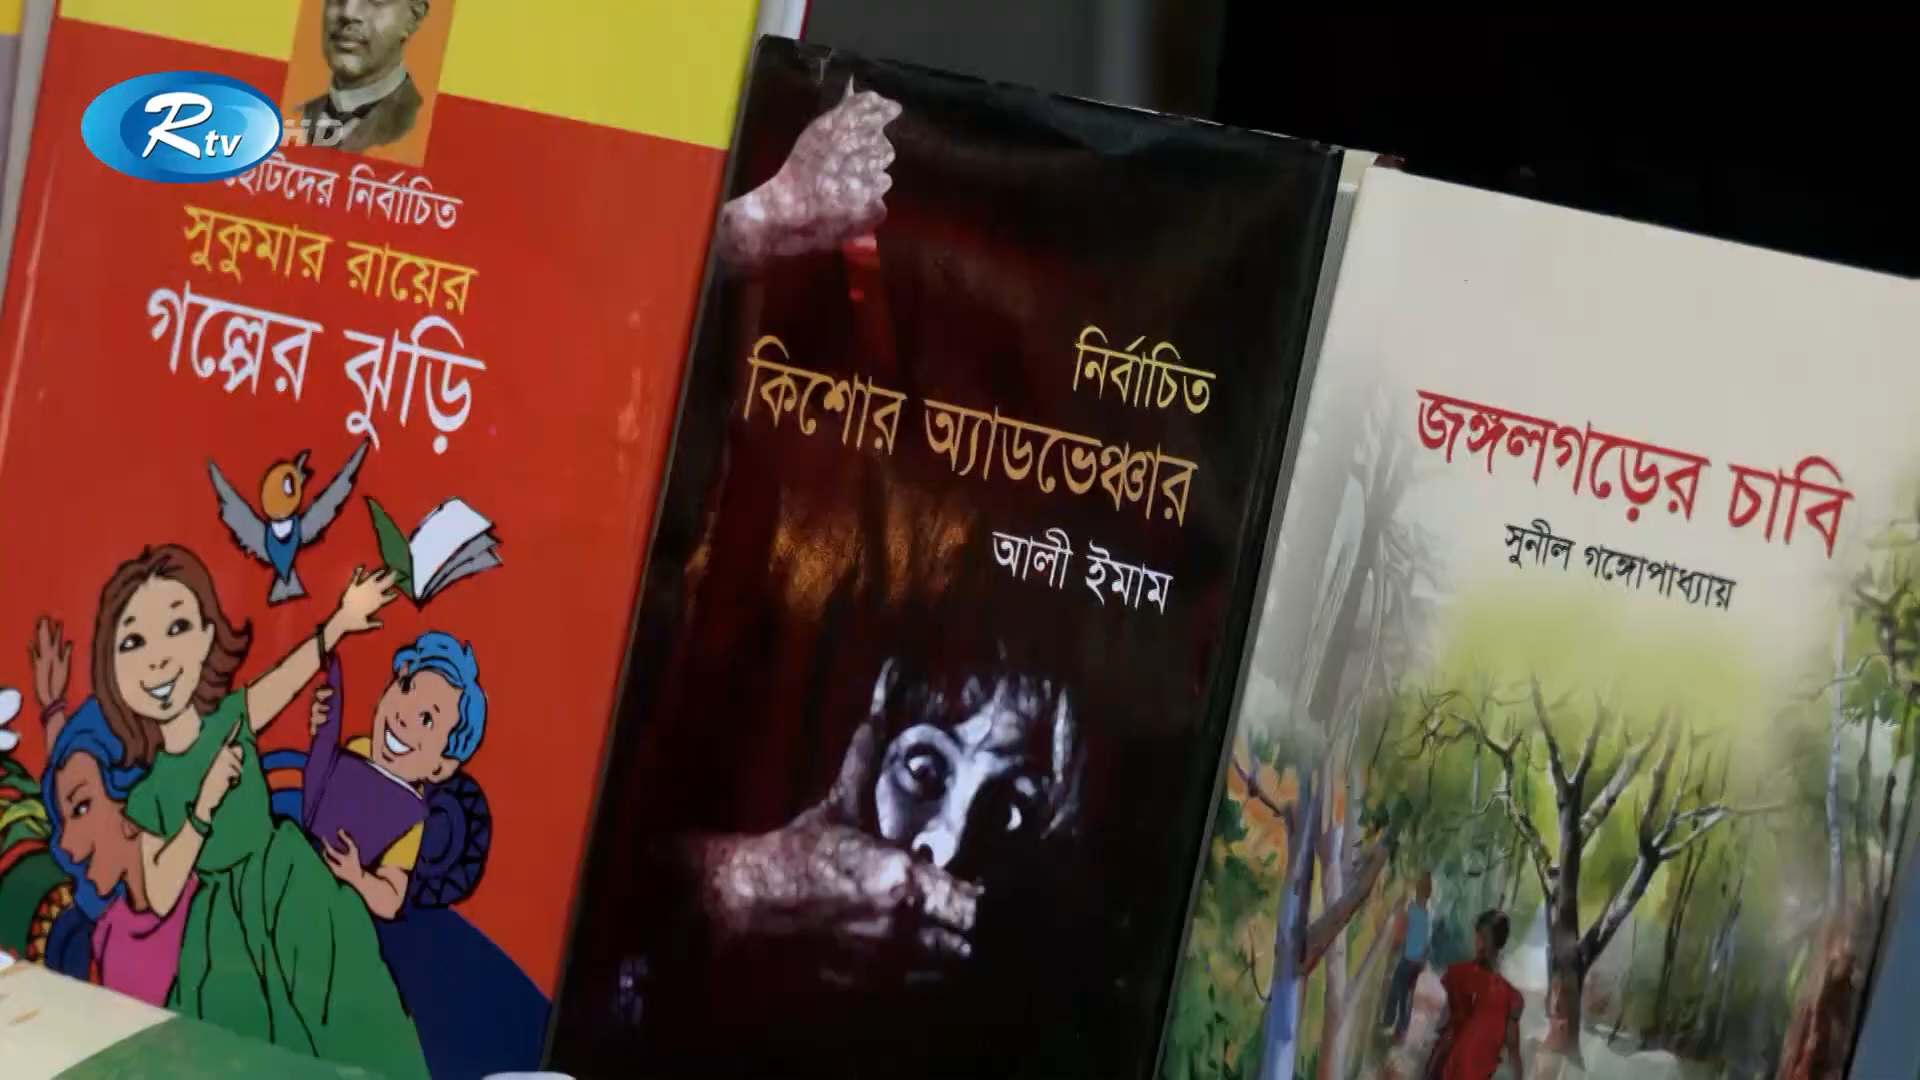 Rtv HD
ছোটদের নির্বাচিত
সুকুমার রায়ের
গল্পের ঝুড়ি
নির্বাচিত
কিশোর অ্যাডভেঞ্চার
আলী ইমাম
জঙ্গলগড়ের চাবি
সুনীল গঙ্গোপাধ্যায়